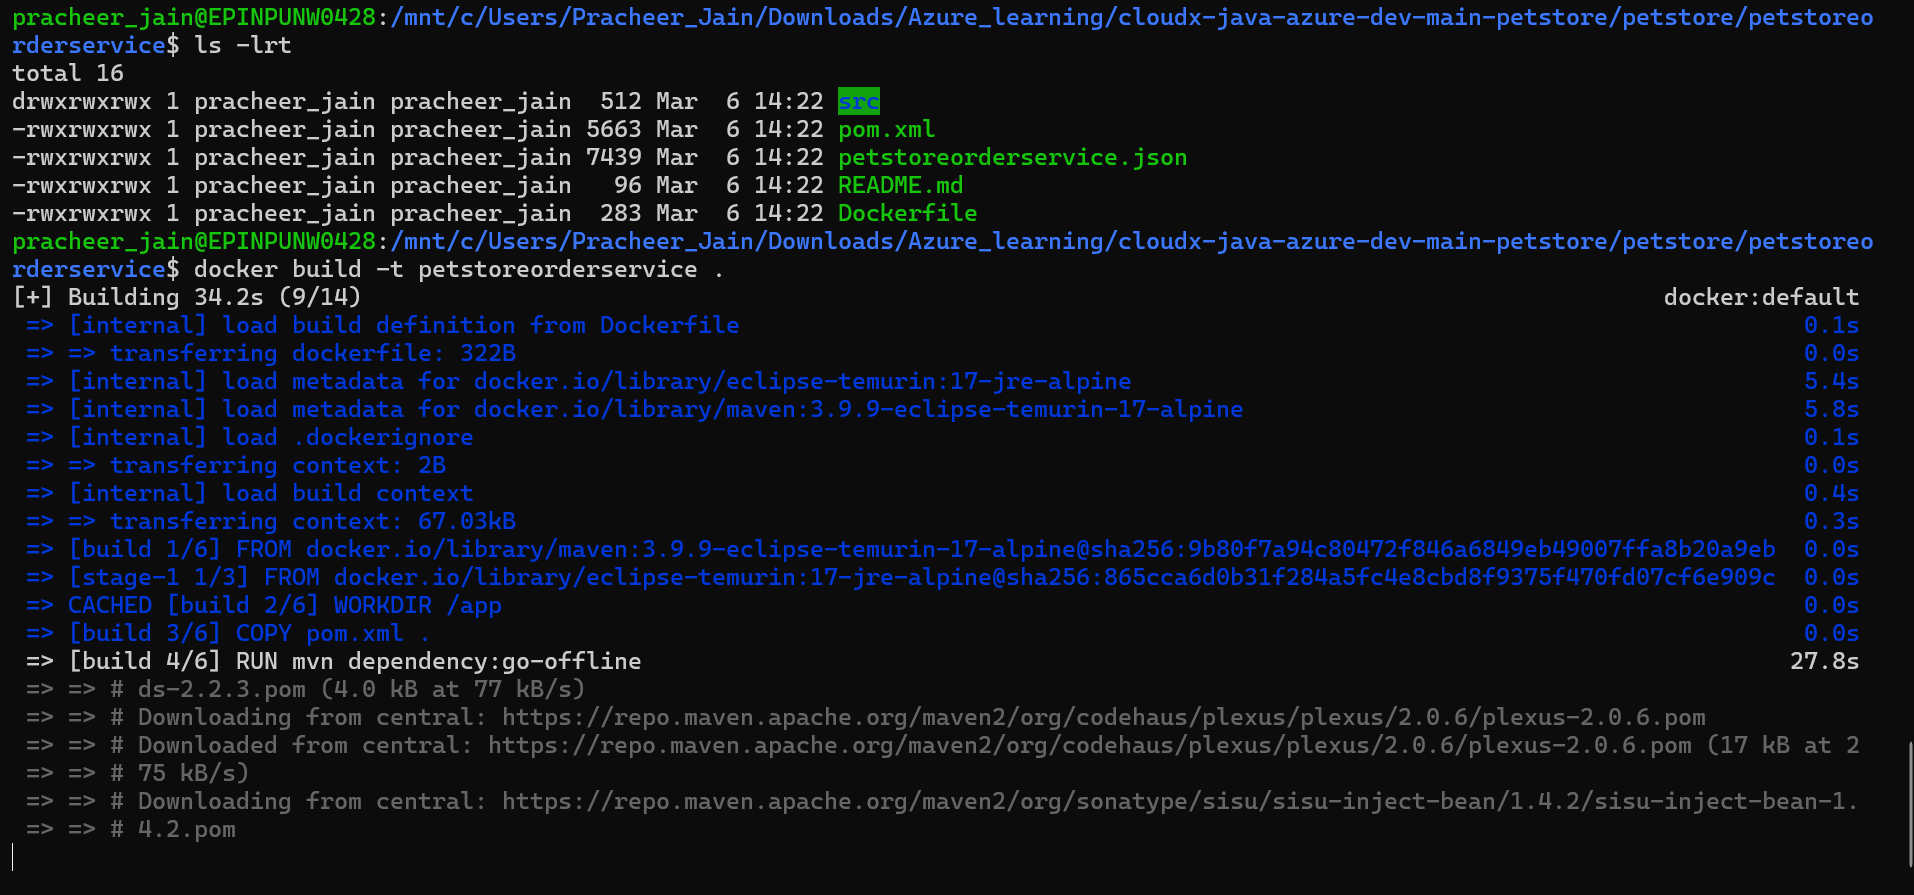 pracheer_jain@EPINPUNW0428:/mnt/c/Users/Pracheer_Jain/Downloads/Azure_learning/cloudx-java-azure-dev-main-petstore/petstore/petstoreo
rderservice$ ls -lrt
total 16
drwxrwxrwx 1 pracheer_jain pracheer_jain  512 Mar  6 14:22 src
-rwxrwxrwx 1 pracheer_jain pracheer_jain 5663 Mar  6 14:22 pom.xml
-rwxrwxrwx 1 pracheer_jain pracheer_jain 7439 Mar  6 14:22 petstoreorderservice.json
-rwxrwxrwx 1 pracheer_jain pracheer_jain   96 Mar  6 14:22 README.md
-rwxrwxrwx 1 pracheer_jain pracheer_jain  283 Mar  6 14:22 Dockerfile
pracheer_jain@EPINPUNW0428:/mnt/c/Users/Pracheer_Jain/Downloads/Azure_learning/cloudx-java-azure-dev-main-petstore/petstore/petstoreo
rderservice$ docker build -t petstoreorderservice .
[+] Building 34.2s (9/14) docker:default
=> [internal] load build definition from Dockerfile 0.1s
=> => transferring dockerfile: 322B 0.0s
=> [internal] load metadata for docker.io/library/eclipse-temurin:17-jre-alpine 5.4s
=> [internal] load metadata for docker.io/library/maven:3.9.9-eclipse-temurin-17-alpine 5.8s
=> [internal] load .dockerignore 0.1s
=> => transferring context: 2B 0.0s
=> [internal] load build context 0.4s
=> => transferring context: 67.03kB 0.3s
=> [build 1/6] FROM docker.io/library/maven:3.9.9-eclipse-temurin-17-alpine@sha256:9b80f7a94c80472f846a6849eb49007ffa8b20a9eb 0.0s
=> [stage-1 1/3] FROM docker.io/library/eclipse-temurin:17-jre-alpine@sha256:865cca6d0b31f284a5fc4e8cbd8f9375f470fd07cf6e909c 0.0s
=> CACHED [build 2/6] WORKDIR /app 0.0s
=> [build 3/6] COPY pom.xml . 0.0s
=> [build 4/6] RUN mvn dependency:go-offline 27.8s
=> => # ds-2.2.3.pom (4.0 kB at 77 kB/s)
=> => # Downloading from central: https://repo.maven.apache.org/maven2/org/codehaus/plexus/plexus/2.0.6/plexus-2.0.6.pom
=> => # Downloaded from central: https://repo.maven.apache.org/maven2/org/codehaus/plexus/plexus/2.0.6/plexus-2.0.6.pom (17 kB at 2
=> => # 75 kB/s)
=> => # Downloading from central: https://repo.maven.apache.org/maven2/org/sonatype/sisu/sisu-inject-bean/1.4.2/sisu-inject-bean-1.
=> => # 4.2.pom